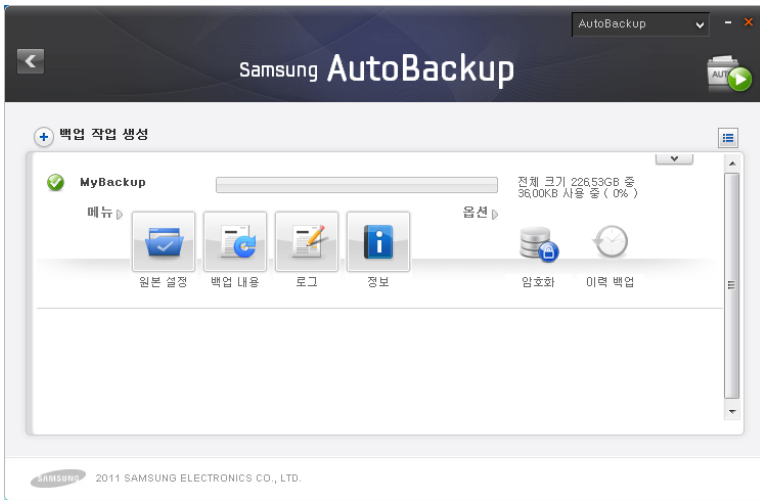 AutoBackup
Samsung AutoBackup
AUTO
백업 작업 생성
MyBackup
전체 크기 226,53GB 중
36,00KB 사용 중 ( 0% )
메뉴
옵션
원본 설정
백업 내용
로그
정보
암호화
이력 백업
SAMSUNG
2011 SAMSUNG ELECTRONICS CO., LTD.